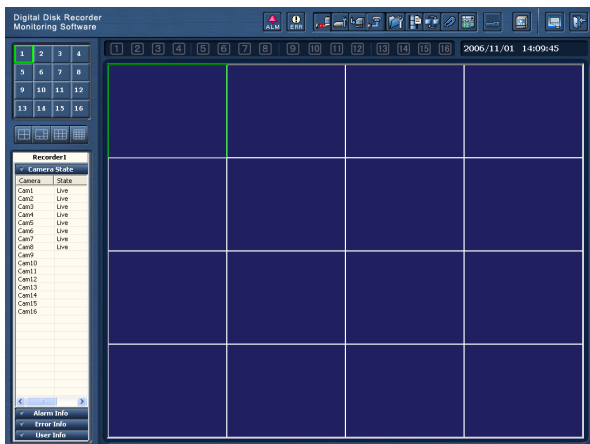 Digital Disk Recorder
Monitoring Software
ALM ERR
1 2 3 4 5 6 7 8 9 10 11 12 13 14 15 16 2006/11/01 14:09:45
1 2 3 4
5 6 7 8
9 10 11 12
13 14 15 16
Recorder1
Camera State
Camera State
Cam1 Live
Cam2 Live
Cam3 Live
Cam4 Live
Cam5 Live
Cam6 Live
Cam7 Live
Cam8 Live
Cam9
Cam10
Cam11
Cam12
Cam13
Cam14
Cam15
Cam16
Alarm Info
Error Info
User Info